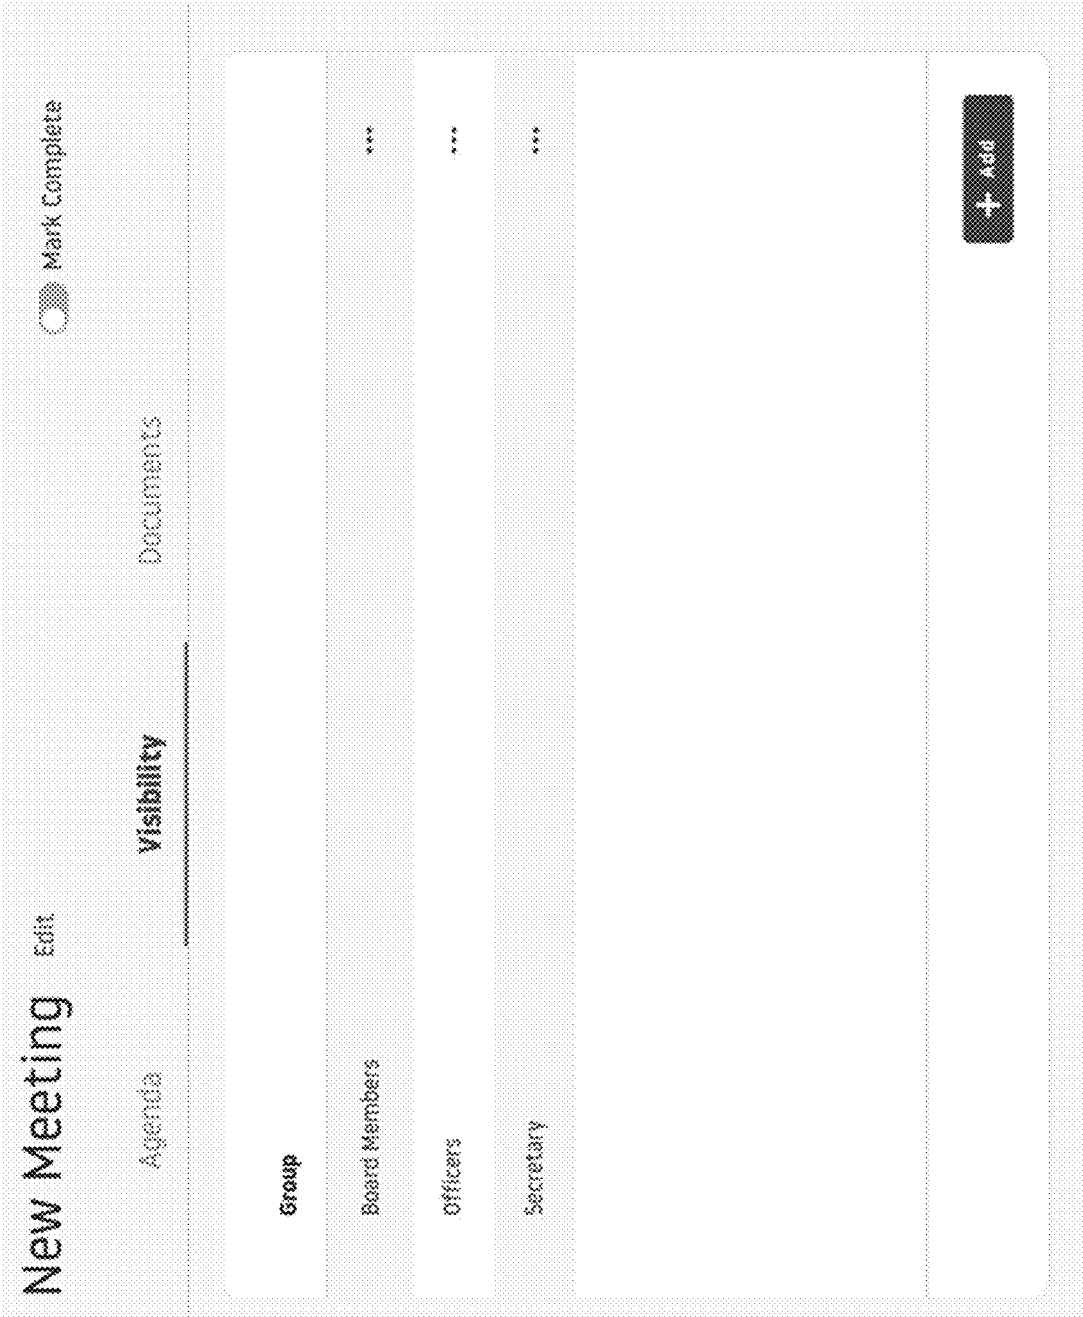 New Meeting Edit Mark Complete
Agenda Visibility Documents
Group
Board Members •••
Officers •••
Secretary •••
+ Add